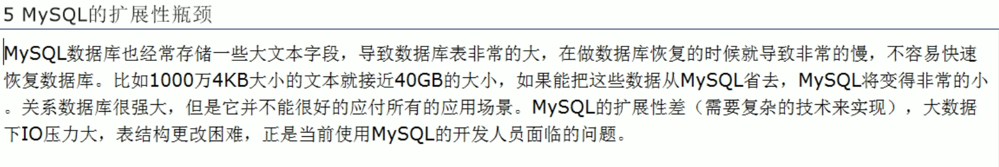 5 MySQL的扩展性瓶颈
MySQL数据库也经常存储一些大文本字段，导致数据库表非常的大，在做数据库恢复的时候就导致非常的慢，不容易快速
恢复数据库。比如1000万4KB大小的文本就接近40GB的大小，如果能把这些数据从MySQL省去，MySQL将变得非常的小
。关系数据库很强大，但是它并不能很好的应付所有的应用场景。MySQL的扩展性差（需要复杂的技术来实现），大数据
下IO压力大，表结构更改困难，正是当前使用MySQL的开发人员面临的问题。